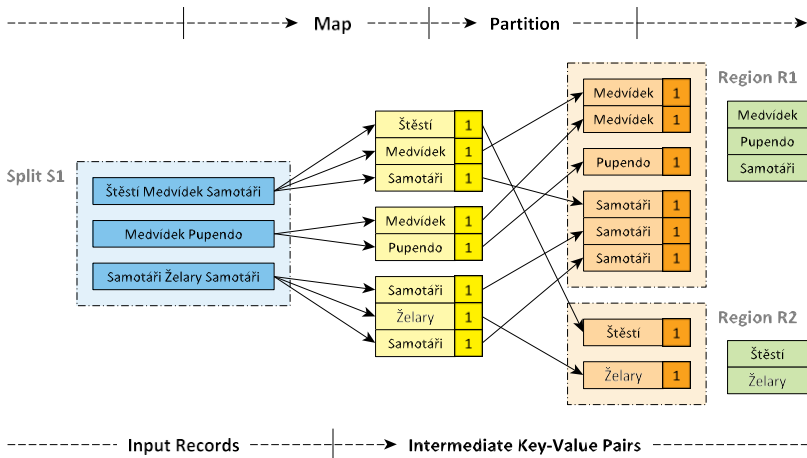 Map
Partition
Split S1
Štěstí Medvídek Samotáři
Medvídek Pupendo
Samotáři Želary Samotáři
Štěstí 1
Medvídek 1
Samotáři 1
Medvídek 1
Pupendo 1
Samotáři 1
Želary 1
Samotáři 1
Medvídek 1
Medvídek 1
Pupendo 1
Samotáři 1
Samotáři 1
Samotáři 1
Štěstí 1
Želary 1
Region R1
Medvídek
Pupendo
Samotáři
Region R2
Štěstí
Želary
Input Records
Intermediate Key-Value Pairs